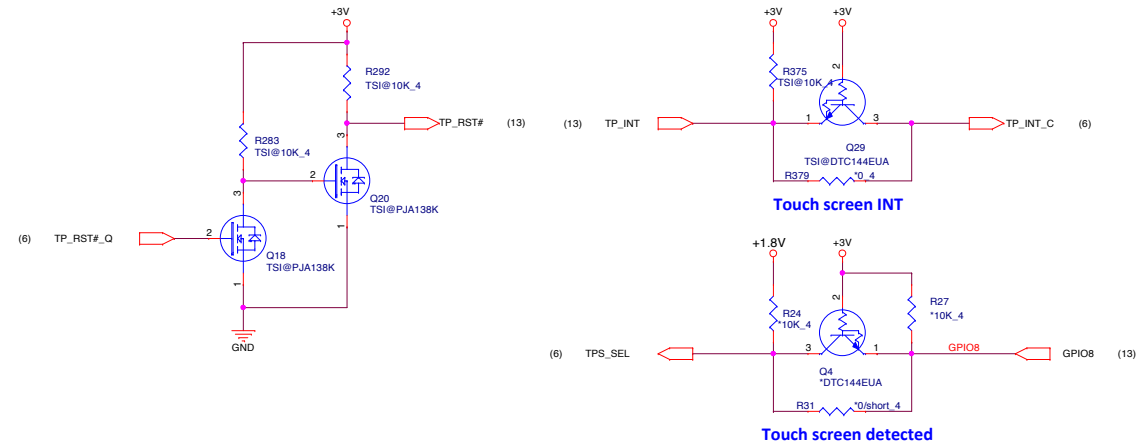 +3V
R292
TSI@10K_4
TP_RST# (13)
3
R283
TSI@10K_4
2
Q20
TSI@PJA138K
3
1
(6) TP_RST#_Q
2
Q18
TSI@PJA138K
1
GND
+3V +3V
2
R375
TSI@10K_4
(13) TP_INT
1 3
TP_INT_C (6)
Q29
TSI@DTC144EUA
R379 *0_4
Touch screen INT
+1.8V +3V
2
R24
*10K_4
R27
*10K_4
(6) TPS_SEL
3 1
GPIO8
GPIO8 (13)
Q4
*DTC144EUA
R31 *0/short_4
Touch screen detected